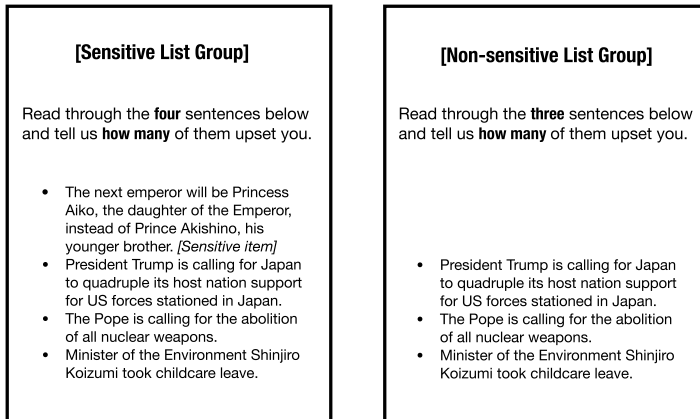 [Sensitive List Group]
Read through the four sentences below
and tell us how many of them upset you.
• The next emperor will be Princess
Aiko, the daughter of the Emperor,
instead of Prince Akishino, his
younger brother. [Sensitive item]
• President Trump is calling for Japan
to quadruple its host nation support
for US forces stationed in Japan.
• The Pope is calling for the abolition
of all nuclear weapons.
• Minister of the Environment Shinjiro
Koizumi took childcare leave.
[Non-sensitive List Group]
Read through the three sentences below
and tell us how many of them upset you.
• President Trump is calling for Japan
to quadruple its host nation support
for US forces stationed in Japan.
• The Pope is calling for the abolition
of all nuclear weapons.
• Minister of the Environment Shinjiro
Koizumi took childcare leave.